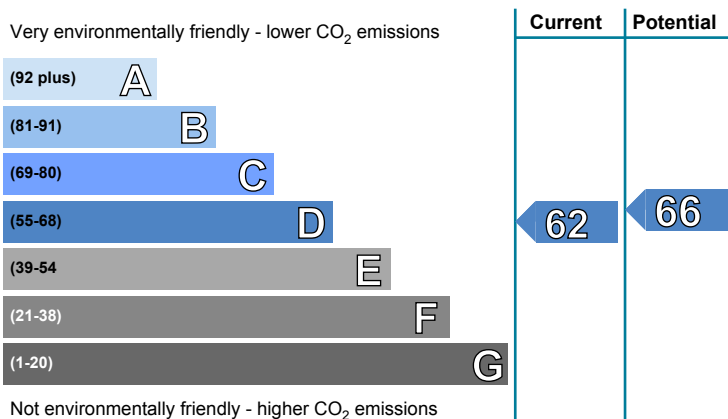 Current Potential
Very environmentally friendly - lower CO2 emissions
(92 plus) A
(81-91) B
(69-80) C
(55-68) D 62 66
(39-54 E
(21-38) F
(1-20) G
Not environmentally friendly - higher CO2 emissions